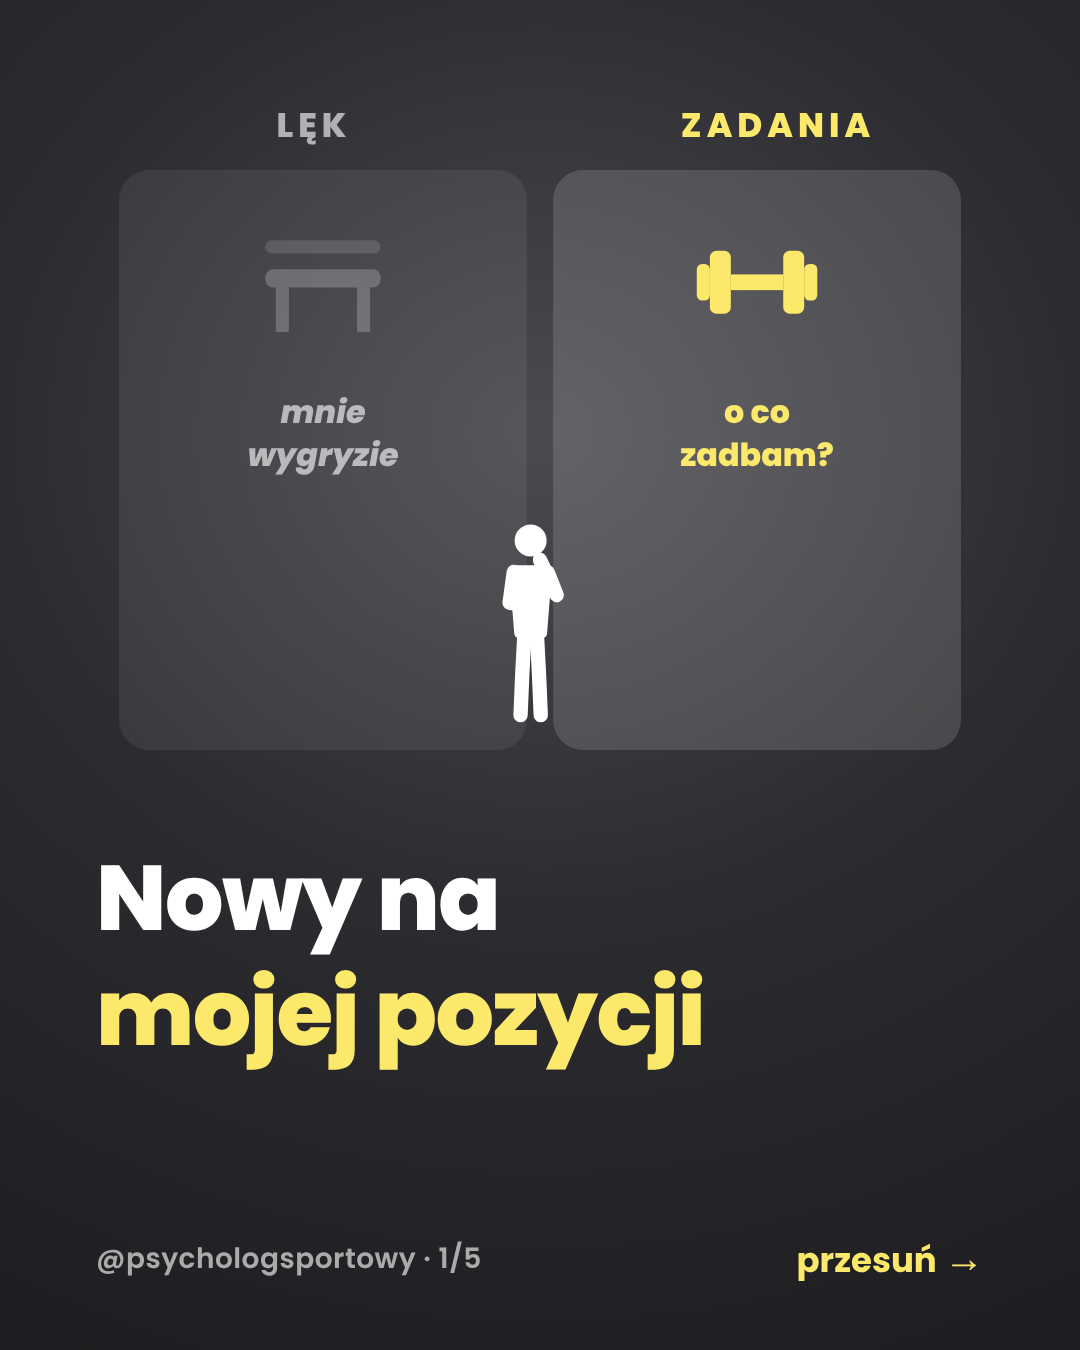 LĘK
ZADANIA
mnie
wygryzie
o co
zadbam?
Nowy na
mojej pozycji
@psychologsportowy · 1/5
przesuń →